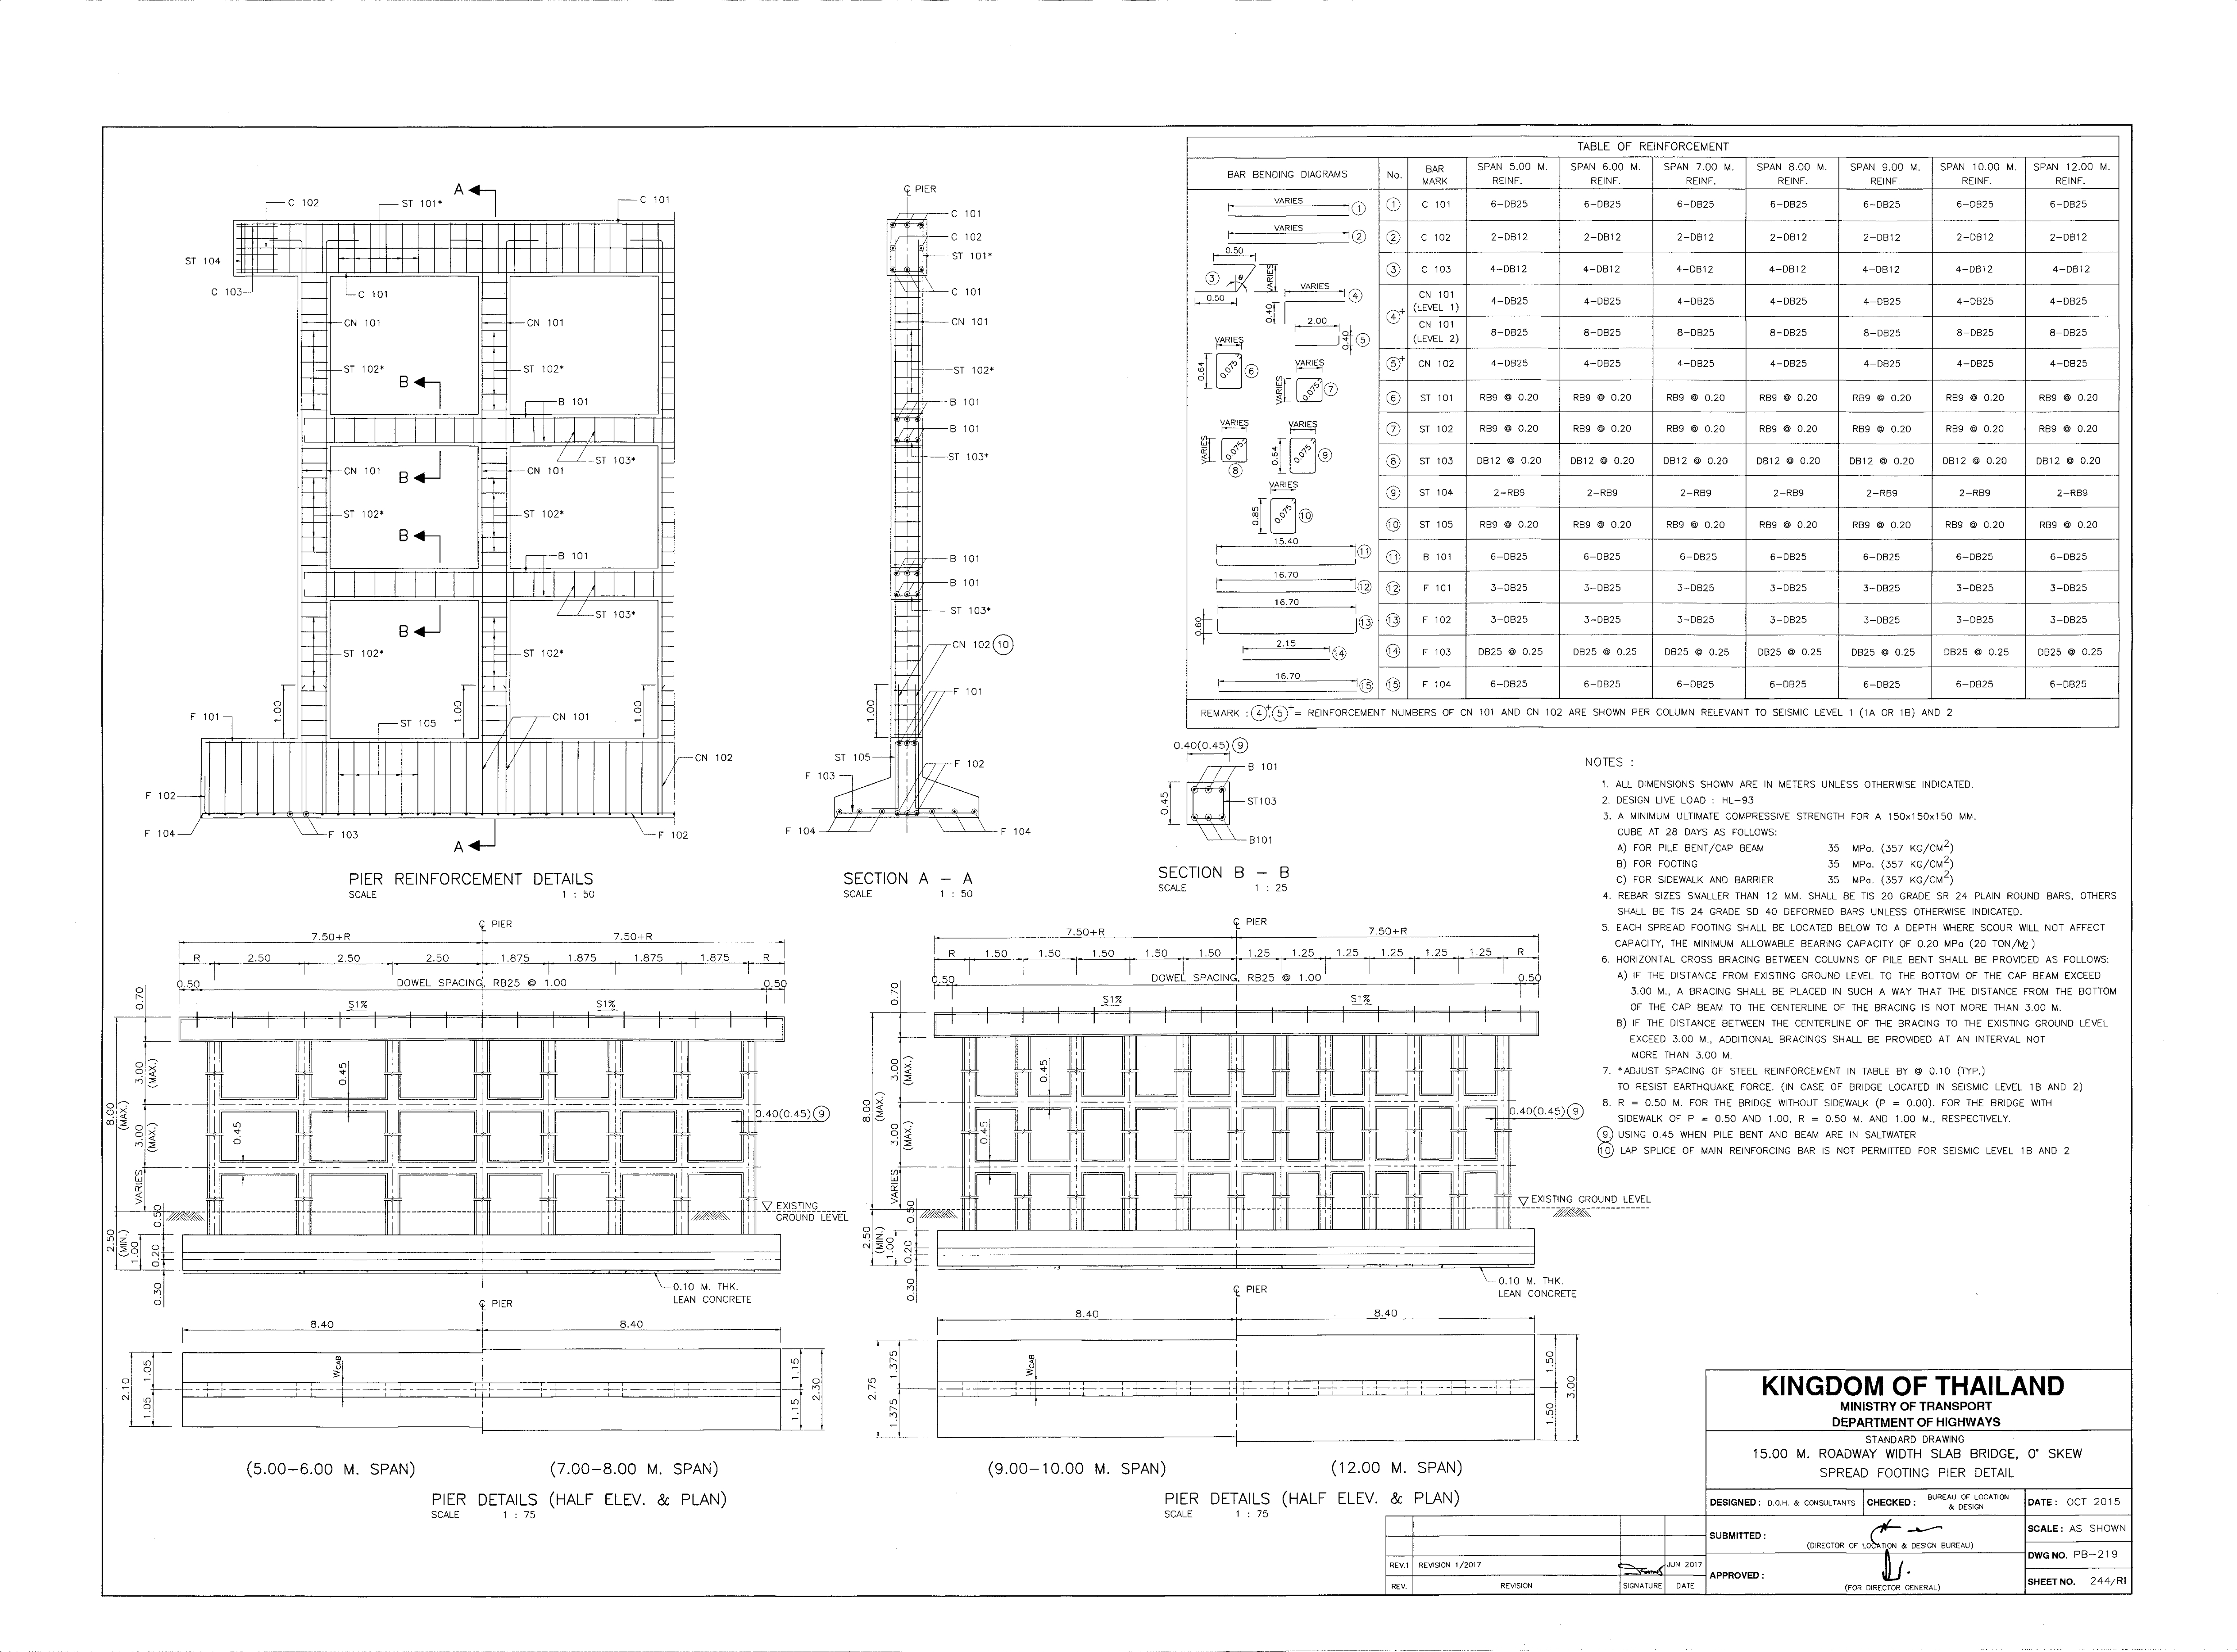 A
C 102
ST 101*
C 101
ST 104
C 103
C 101
CN 101
CN 101
ST 102*
ST 102*
B
B 101
ST 103*
CN 101
CN 101
B
ST 102*
ST 102*
B
B 101
ST 103*
B
ST 102*
ST 102*
1.00
1.00
1.00
F 101
ST 105
CN 101
CN 102
F 102
F 104
F 103
F 102
A
PIER REINFORCEMENT DETAILS
SCALE 1 : 50
℄ PIER
C 101
C 102
ST 101*
C 101
CN 101
ST 102*
B 101
B 101
ST 103*
B 101
B 101
ST 103*
CN 102 (10)
1.00
F 101
ST 105
F 102
F 103
F 104
F 104
SECTION A - A
SCALE 1 : 50
0.40(0.45) (9)
B 101
0.45
ST103
B101
SECTION B - B
SCALE 1 : 25
TABLE OF REINFORCEMENT
BAR BENDING DIAGRAMS No. BAR MARK SPAN 5.00 M. REINF. SPAN 6.00 M. REINF. SPAN 7.00 M. REINF. SPAN 8.00 M. REINF. SPAN 9.00 M. REINF. SPAN 10.00 M. REINF. SPAN 12.00 M. REINF.
VARIES (1)
VARIES (2)
0.50 (3) θ VARIES 0.50
VARIES 0.40 (4)
2.00 0.40 (5)
VARIES 0.64 0.075 (6)
VARIES VARIES 0.075 (7)
VARIES VARIES 0.075 (8)
VARIES 0.64 0.075 (9)
VARIES 0.85 0.075 (10)
15.40 (11)
16.70 (12)
16.70 0.60 (13)
2.15 (14)
16.70 (15)
(1) C 101 6-DB25 6-DB25 6-DB25 6-DB25 6-DB25 6-DB25 6-DB25
(2) C 102 2-DB12 2-DB12 2-DB12 2-DB12 2-DB12 2-DB12 2-DB12
(3) C 103 4-DB12 4-DB12 4-DB12 4-DB12 4-DB12 4-DB12 4-DB12
(4)+ CN 101 (LEVEL 1) 4-DB25 4-DB25 4-DB25 4-DB25 4-DB25 4-DB25 4-DB25
CN 101 (LEVEL 2) 8-DB25 8-DB25 8-DB25 8-DB25 8-DB25 8-DB25 8-DB25
(5)+ CN 102 4-DB25 4-DB25 4-DB25 4-DB25 4-DB25 4-DB25 4-DB25
(6) ST 101 RB9 @ 0.20 RB9 @ 0.20 RB9 @ 0.20 RB9 @ 0.20 RB9 @ 0.20 RB9 @ 0.20 RB9 @ 0.20
(7) ST 102 RB9 @ 0.20 RB9 @ 0.20 RB9 @ 0.20 RB9 @ 0.20 RB9 @ 0.20 RB9 @ 0.20 RB9 @ 0.20
(8) ST 103 DB12 @ 0.20 DB12 @ 0.20 DB12 @ 0.20 DB12 @ 0.20 DB12 @ 0.20 DB12 @ 0.20 DB12 @ 0.20
(9) ST 104 2-RB9 2-RB9 2-RB9 2-RB9 2-RB9 2-RB9 2-RB9
(10) ST 105 RB9 @ 0.20 RB9 @ 0.20 RB9 @ 0.20 RB9 @ 0.20 RB9 @ 0.20 RB9 @ 0.20 RB9 @ 0.20
(11) B 101 6-DB25 6-DB25 6-DB25 6-DB25 6-DB25 6-DB25 6-DB25
(12) F 101 3-DB25 3-DB25 3-DB25 3-DB25 3-DB25 3-DB25 3-DB25
(13) F 102 3-DB25 3-DB25 3-DB25 3-DB25 3-DB25 3-DB25 3-DB25
(14) F 103 DB25 @ 0.25 DB25 @ 0.25 DB25 @ 0.25 DB25 @ 0.25 DB25 @ 0.25 DB25 @ 0.25 DB25 @ 0.25
(15) F 104 6-DB25 6-DB25 6-DB25 6-DB25 6-DB25 6-DB25 6-DB25
REMARK : (4)+,(5)+ = REINFORCEMENT NUMBERS OF CN 101 AND CN 102 ARE SHOWN PER COLUMN RELEVANT TO SEISMIC LEVEL 1 (1A OR 1B) AND 2
NOTES :
1. ALL DIMENSIONS SHOWN ARE IN METERS UNLESS OTHERWISE INDICATED.
2. DESIGN LIVE LOAD : HL-93
3. A MINIMUM ULTIMATE COMPRESSIVE STRENGTH FOR A 150x150x150 MM.
CUBE AT 28 DAYS AS FOLLOWS:
A) FOR PILE BENT/CAP BEAM 35 MPa. (357 KG/CM2)
B) FOR FOOTING 35 MPa. (357 KG/CM2)
C) FOR SIDEWALK AND BARRIER 35 MPa. (357 KG/CM2)
4. REBAR SIZES SMALLER THAN 12 MM. SHALL BE TIS 20 GRADE SR 24 PLAIN ROUND BARS, OTHERS
SHALL BE TIS 24 GRADE SD 40 DEFORMED BARS UNLESS OTHERWISE INDICATED.
5. EACH SPREAD FOOTING SHALL BE LOCATED BELOW TO A DEPTH WHERE SCOUR WILL NOT AFFECT
CAPACITY, THE MINIMUM ALLOWABLE BEARING CAPACITY OF 0.20 MPa (20 TON/M2)
6. HORIZONTAL CROSS BRACING BETWEEN COLUMNS OF PILE BENT SHALL BE PROVIDED AS FOLLOWS:
A) IF THE DISTANCE FROM EXISTING GROUND LEVEL TO THE BOTTOM OF THE CAP BEAM EXCEED
3.00 M., A BRACING SHALL BE PLACED IN SUCH A WAY THAT THE DISTANCE FROM THE BOTTOM
OF THE CAP BEAM TO THE CENTERLINE OF THE BRACING IS NOT MORE THAN 3.00 M.
B) IF THE DISTANCE BETWEEN THE CENTERLINE OF THE BRACING TO THE EXISTING GROUND LEVEL
EXCEED 3.00 M., ADDITIONAL BRACINGS SHALL BE PROVIDED AT AN INTERVAL NOT
MORE THAN 3.00 M.
7. *ADJUST SPACING OF STEEL REINFORCEMENT IN TABLE BY @ 0.10 (TYP.)
TO RESIST EARTHQUAKE FORCE. (IN CASE OF BRIDGE LOCATED IN SEISMIC LEVEL 1B AND 2)
8. R = 0.50 M. FOR THE BRIDGE WITHOUT SIDEWALK (P = 0.00). FOR THE BRIDGE WITH
SIDEWALK OF P = 0.50 AND 1.00, R = 0.50 M. AND 1.00 M., RESPECTIVELY.
(9) USING 0.45 WHEN PILE BENT AND BEAM ARE IN SALTWATER
(10) LAP SPLICE OF MAIN REINFORCING BAR IS NOT PERMITTED FOR SEISMIC LEVEL 1B AND 2
℄ PIER
7.50+R 7.50+R
R 2.50 2.50 2.50 1.875 1.875 1.875 1.875 R
0.50 DOWEL SPACING, RB25 @ 1.00 0.50
0.70 S1% S1%
8.00 (MAX.)
3.00 (MAX.)
0.45
0.40(0.45) (9)
3.00 (MAX.)
0.45
VARIES
EXISTING
GROUND LEVEL
2.50 (MIN.)
0.50
1.00
0.20
0.30
0.10 M. THK.
LEAN CONCRETE
℄ PIER
8.40 8.40
2.10 1.05 1.05 WCAB 1.15 1.15 2.30
(5.00-6.00 M. SPAN) (7.00-8.00 M. SPAN)
PIER DETAILS (HALF ELEV. & PLAN)
SCALE 1 : 75
℄ PIER
7.50+R 7.50+R
R 1.50 1.50 1.50 1.50 1.50 1.25 1.25 1.25 1.25 1.25 1.25 R
0.50 DOWEL SPACING, RB25 @ 1.00 0.50
0.70 S1% S1%
8.00 (MAX.)
3.00 (MAX.)
0.45
0.40(0.45) (9)
3.00 (MAX.)
0.45
VARIES
EXISTING GROUND LEVEL
2.50 (MIN.)
0.50
1.00
0.20
0.30
0.10 M. THK.
LEAN CONCRETE
℄ PIER
8.40 8.40
2.75 1.375 1.375 WCAB 1.50 1.50 3.00
(9.00-10.00 M. SPAN) (12.00 M. SPAN)
PIER DETAILS (HALF ELEV. & PLAN)
SCALE 1 : 75
KINGDOM OF THAILAND
MINISTRY OF TRANSPORT
DEPARTMENT OF HIGHWAYS
STANDARD DRAWING
15.00 M. ROADWAY WIDTH SLAB BRIDGE, 0° SKEW
SPREAD FOOTING PIER DETAIL
DESIGNED : D.O.H. & CONSULTANTS CHECKED : BUREAU OF LOCATION & DESIGN DATE : OCT 2015
SUBMITTED : (DIRECTOR OF LOCATION & DESIGN BUREAU) SCALE : AS SHOWN
DWG NO. PB-219
APPROVED : (FOR DIRECTOR GENERAL) SHEET NO. 244/R1
REV.1 REVISION 1/2017 JUN 2017
REV. REVISION SIGNATURE DATE